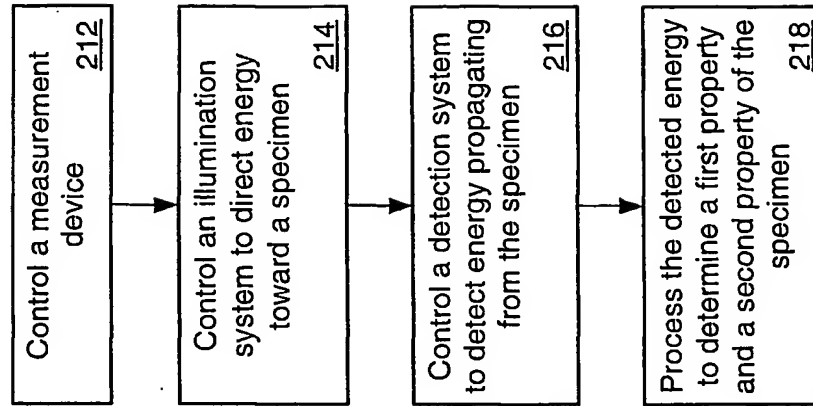 Control a measurement
device
212
Control an illumination
system to direct energy
toward a specimen
214
Control a detection system
to detect energy propagating
from the specimen
216
Process the detected energy
to determine a first property
and a second property of the
specimen
218